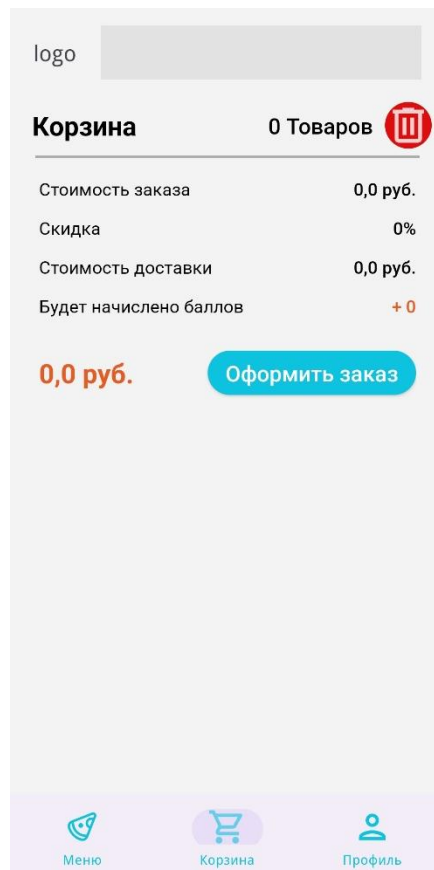 logo
Корзина 0 Товаров
Стоимость заказа 0,0 руб.
Скидка 0%
Стоимость доставки 0,0 руб.
Будет начислено баллов + 0
0,0 руб. Оформить заказ
Меню Корзина Профиль